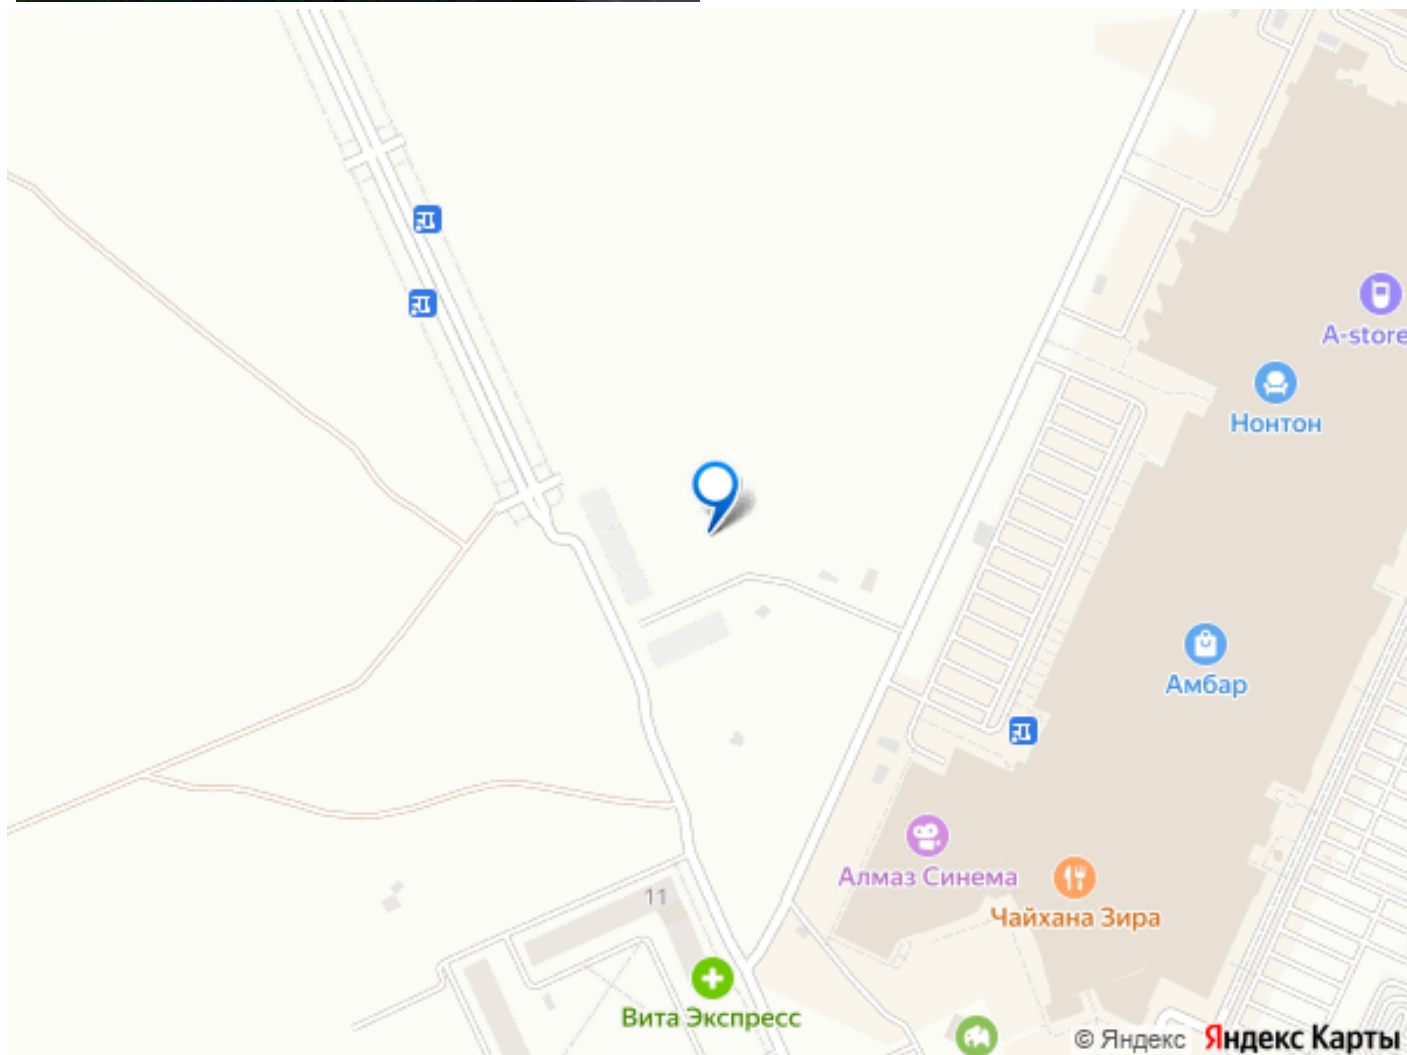 A-store
Нонтон
Амбар
Алмаз Синема
Чайхана Зира
11
Вита Экспресс
© Яндекс Яндекс Карты